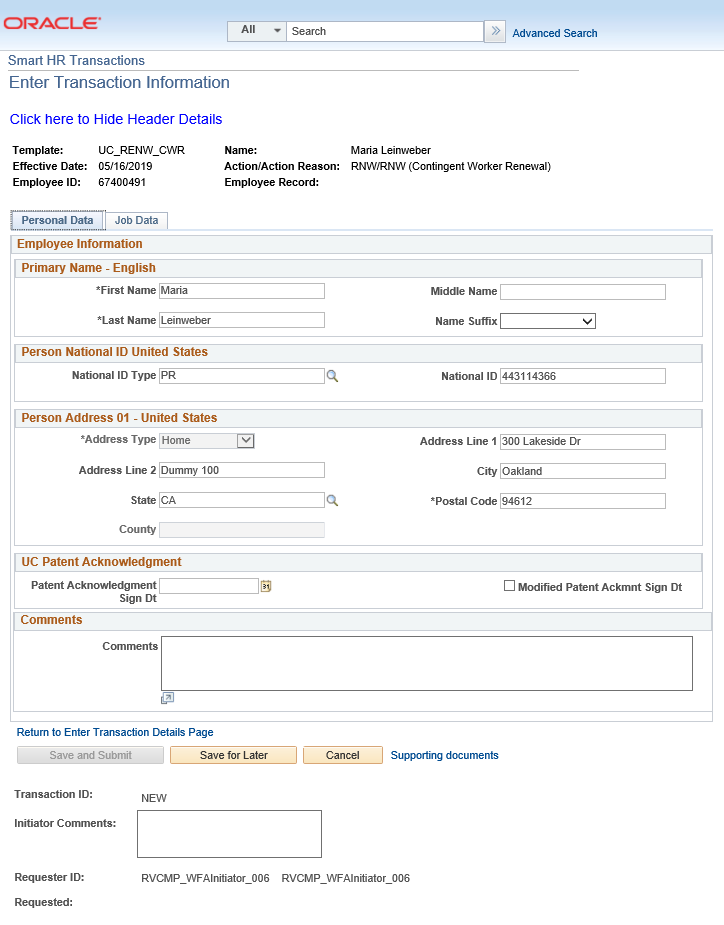 ORACLE
All Search Advanced Search
Smart HR Transactions
Enter Transaction Information
Click here to Hide Header Details
Template: UC_RENW_CWR Name: Maria Leinweber
Effective Date: 05/16/2019 Action/Action Reason: RNW/RNW (Contingent Worker Renewal)
Employee ID: 67400491 Employee Record:
Personal Data Job Data
Employee Information
Primary Name - English
*First Name Maria Middle Name
*Last Name Leinweber Name Suffix
Person National ID United States
National ID Type PR National ID 443114366
Person Address 01 - United States
*Address Type Home Address Line 1 300 Lakeside Dr
Address Line 2 Dummy 100 City Oakland
State CA *Postal Code 94612
County
UC Patent Acknowledgment
Patent Acknowledgment
Sign Dt 31 Modified Patent Ackmnt Sign Dt
Comments
Comments
Return to Enter Transaction Details Page
Save and Submit Save for Later Cancel Supporting documents
Transaction ID: NEW
Initiator Comments:
Requester ID: RVCMP_WFAInitiator_006 RVCMP_WFAInitiator_006
Requested: